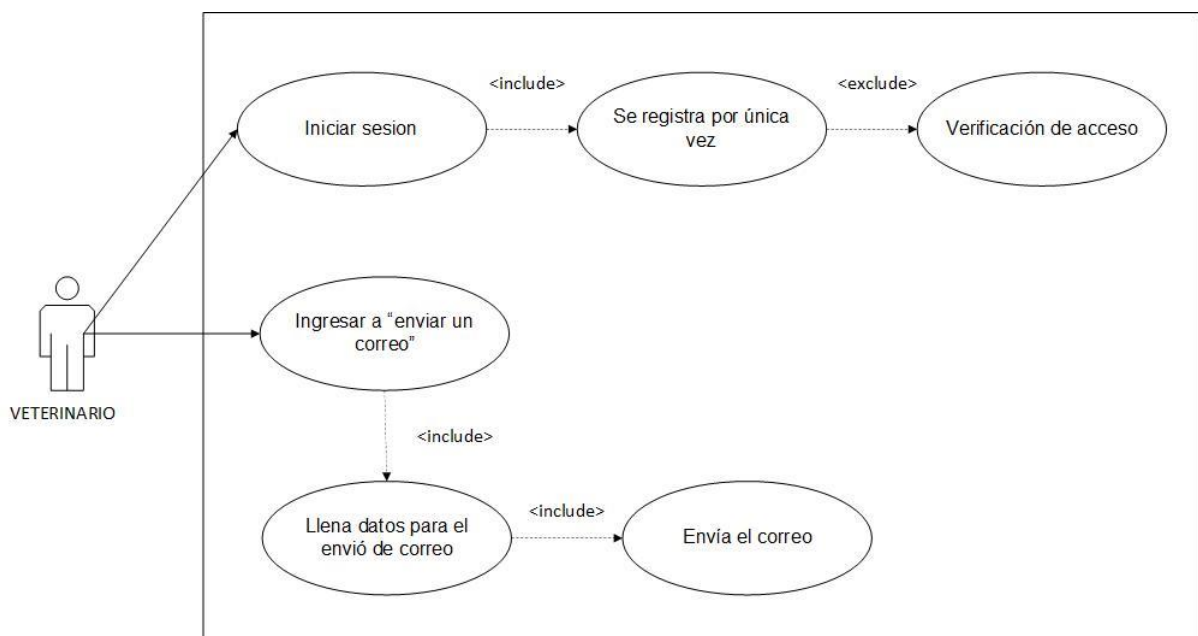 <include>
<exclude>
Iniciar sesion
Se registra por única
vez
Verificación de acceso
Ingresar a “enviar un
correo”
VETERINARIO
<include>
Llena datos para el
envió de correo
<include>
Envía el correo